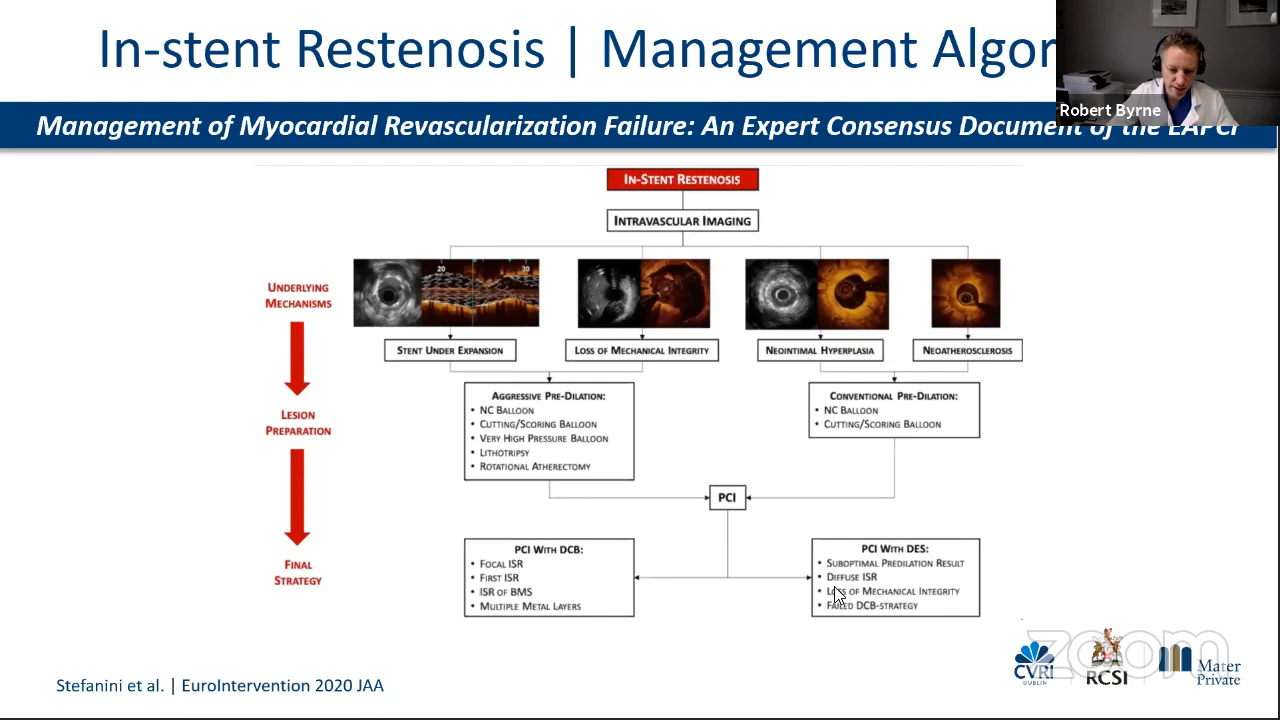 In-stent Restenosis | Management Algor
Robert Byrne
Management of Myocardial Revascularization Failure: An Expert Consensus Document of the EAPCI
IN-STENT RESTENOSIS
INTRAVASCULAR IMAGING
20
30
UNDERLYING
MECHANISMS
STENT UNDER EXPANSION
LOSS OF MECHANICAL INTEGRITY
NEOINTIMAL HYPERPLASIA
NEOATHEROSCLEROSIS
LESION
PREPARATION
AGGRESSIVE PRE-DILATION:
• NC BALLOON
• CUTTING/SCORING BALLOON
• VERY HIGH PRESSURE BALLOON
• LITHOTRIPSY
• ROTATIONAL ATHERECTOMY
CONVENTIONAL PRE-DILATION:
• NC BALLOON
• CUTTING/SCORING BALLOON
PCI
FINAL
STRATEGY
PCI WITH DCB:
• FOCAL ISR
• FIRST ISR
• ISR OF BMS
• MULTIPLE METAL LAYERS
PCI WITH DES:
• SUBOPTIMAL PREDILATION RESULT
• DIFFUSE ISR
• LOSS OF MECHANICAL INTEGRITY
• FAILED DCB-STRATEGY
zoom
CVRI
DUBLIN
RCSI
Mater
Private
Stefanini et al. | EuroIntervention 2020 JAA